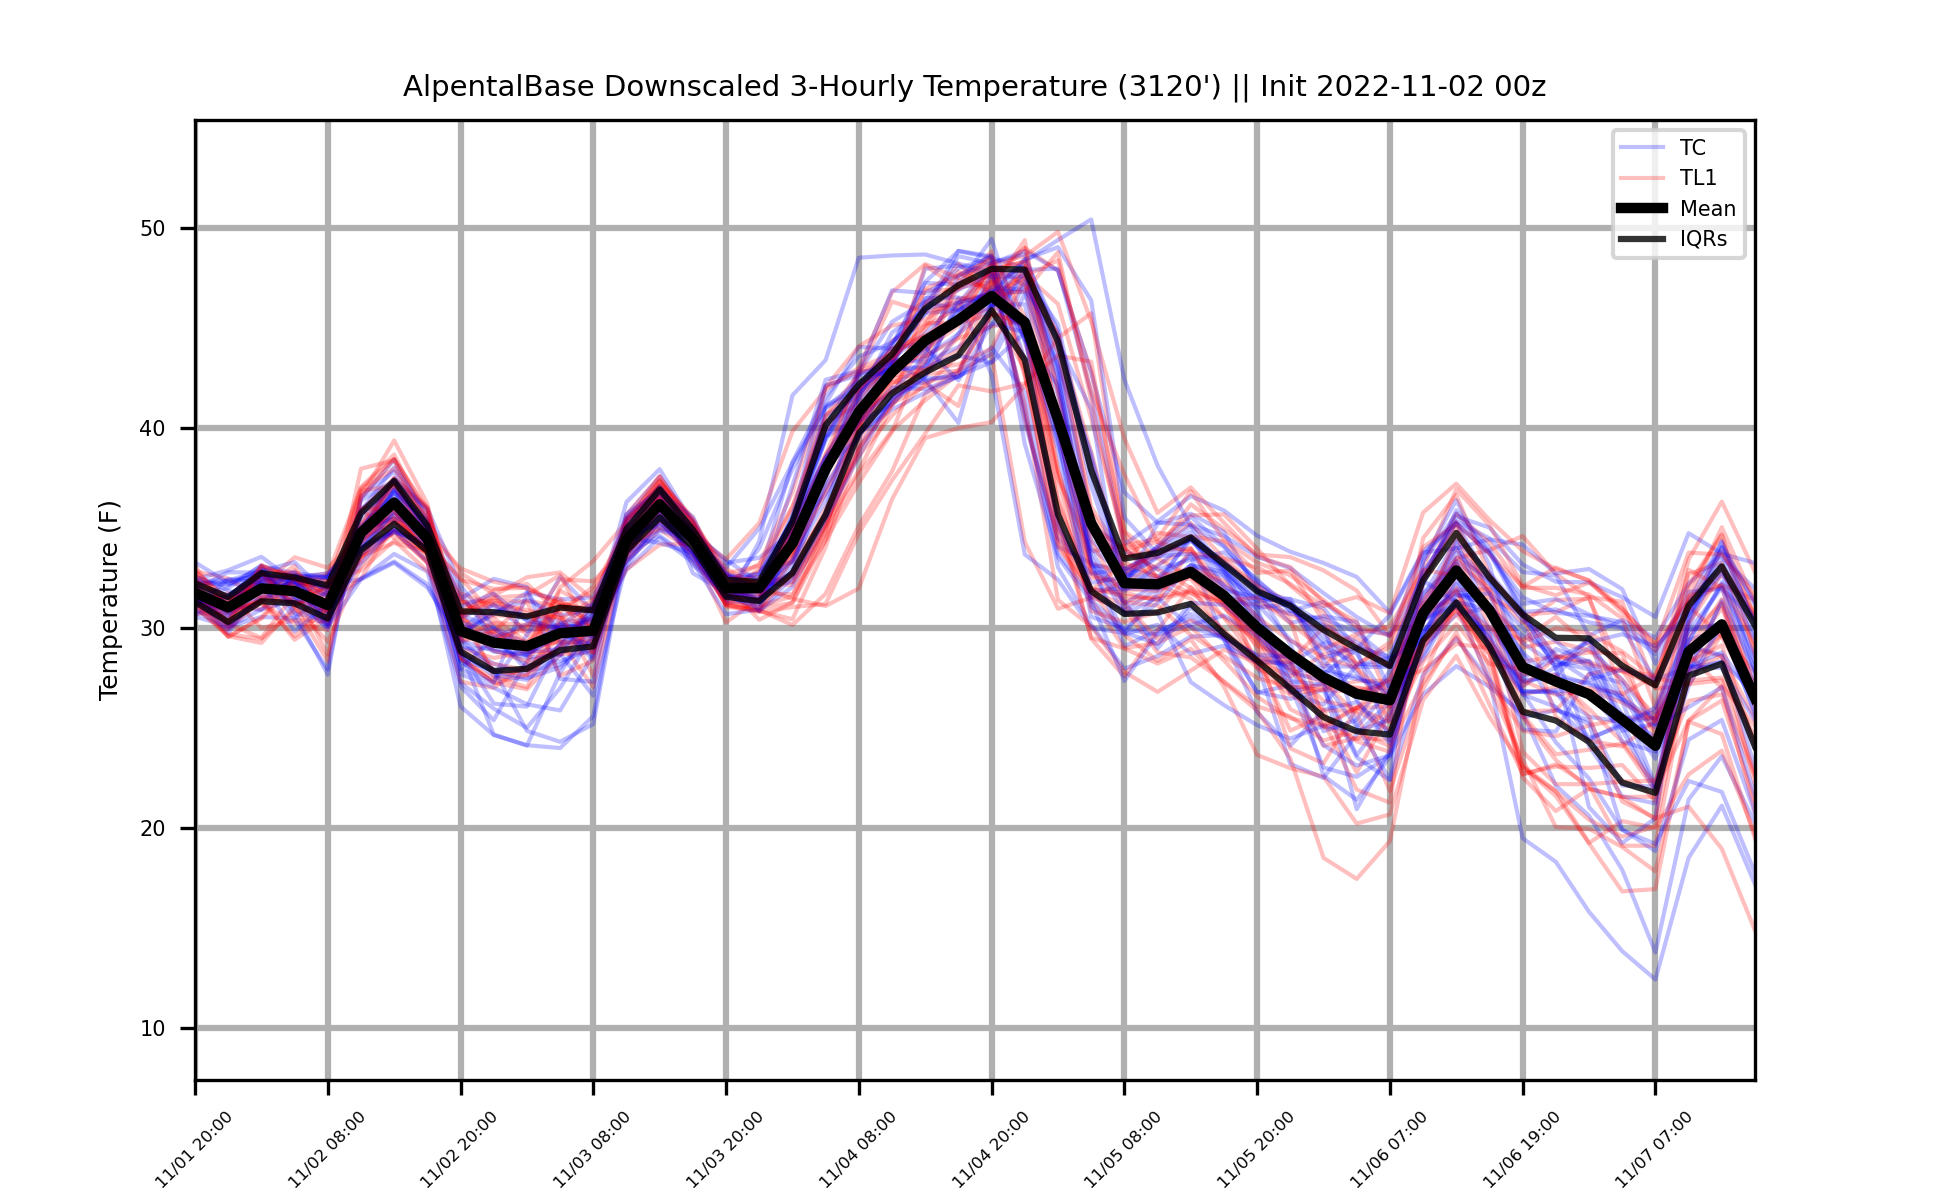 AlpentalBase Downscaled 3-Hourly Temperature (3120') || Init 2022-11-02 00z
TC
TL1
Mean
IQRs
Temperature (F)
50
40
30
20
10
11/01 20:00
11/02 08:00
11/02 20:00
11/03 08:00
11/03 20:00
11/04 08:00
11/04 20:00
11/05 08:00
11/05 20:00
11/06 07:00
11/06 19:00
11/07 07:00